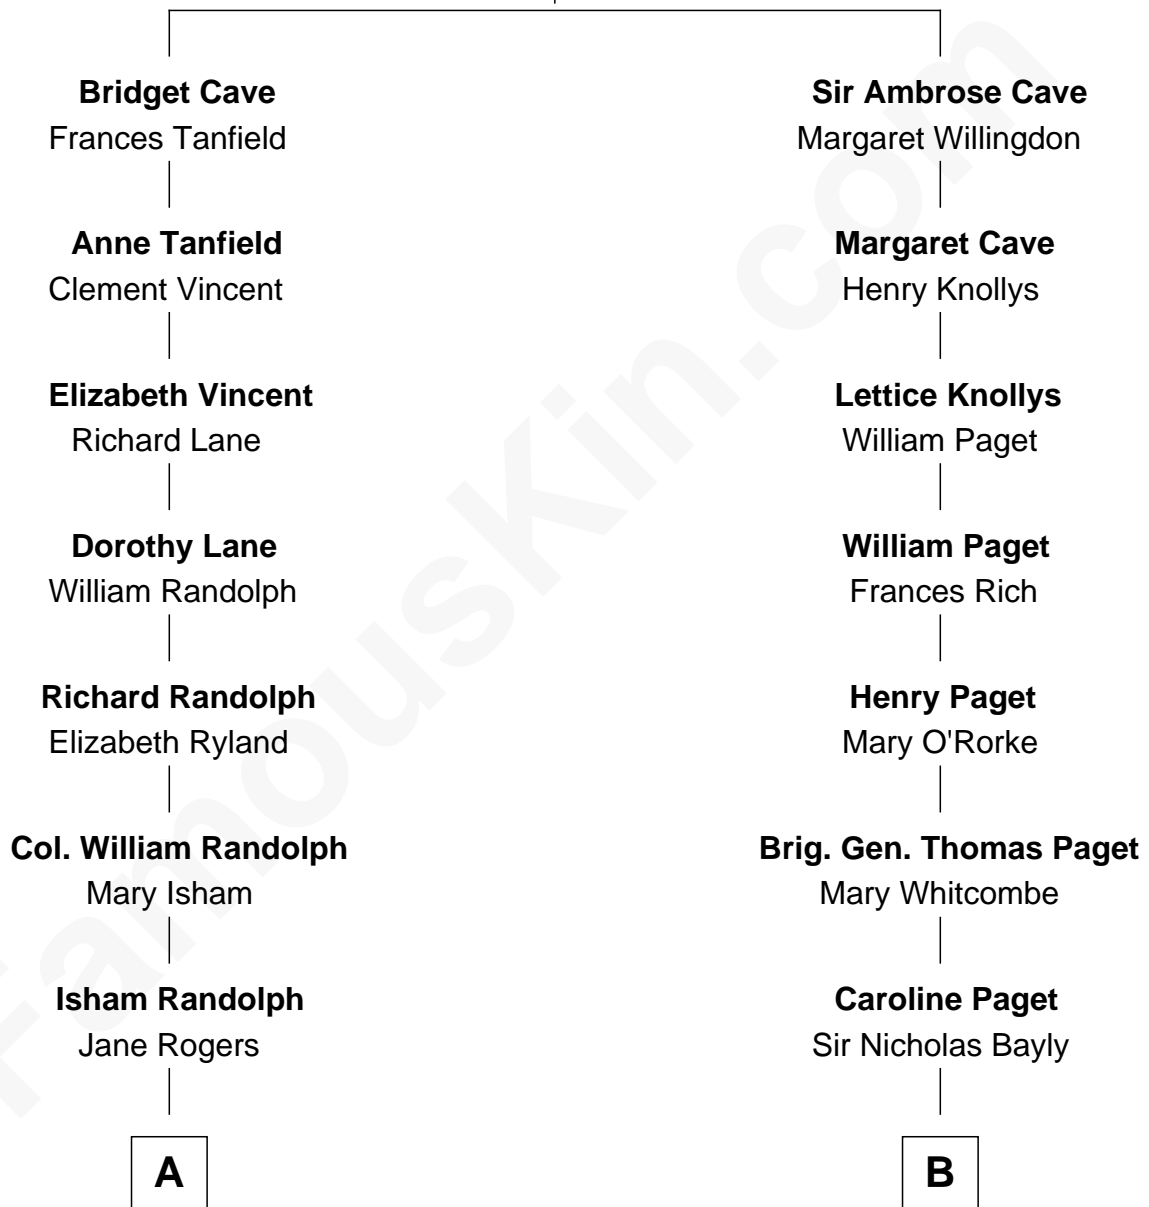 Bridget Cave
Frances Tanfield
Sir Ambrose Cave
Margaret Willingdon
Anne Tanfield
Clement Vincent
Margaret Cave
Henry Knollys
Elizabeth Vincent
Richard Lane
Lettice Knollys
William Paget
Dorothy Lane
William Randolph
William Paget
Frances Rich
Richard Randolph
Elizabeth Ryland
Henry Paget
Mary O'Rorke
Col. William Randolph
Mary Isham
Brig. Gen. Thomas Paget
Mary Whitcombe
Isham Randolph
Jane Rogers
Caroline Paget
Sir Nicholas Bayly
A
B
FamousKin.com